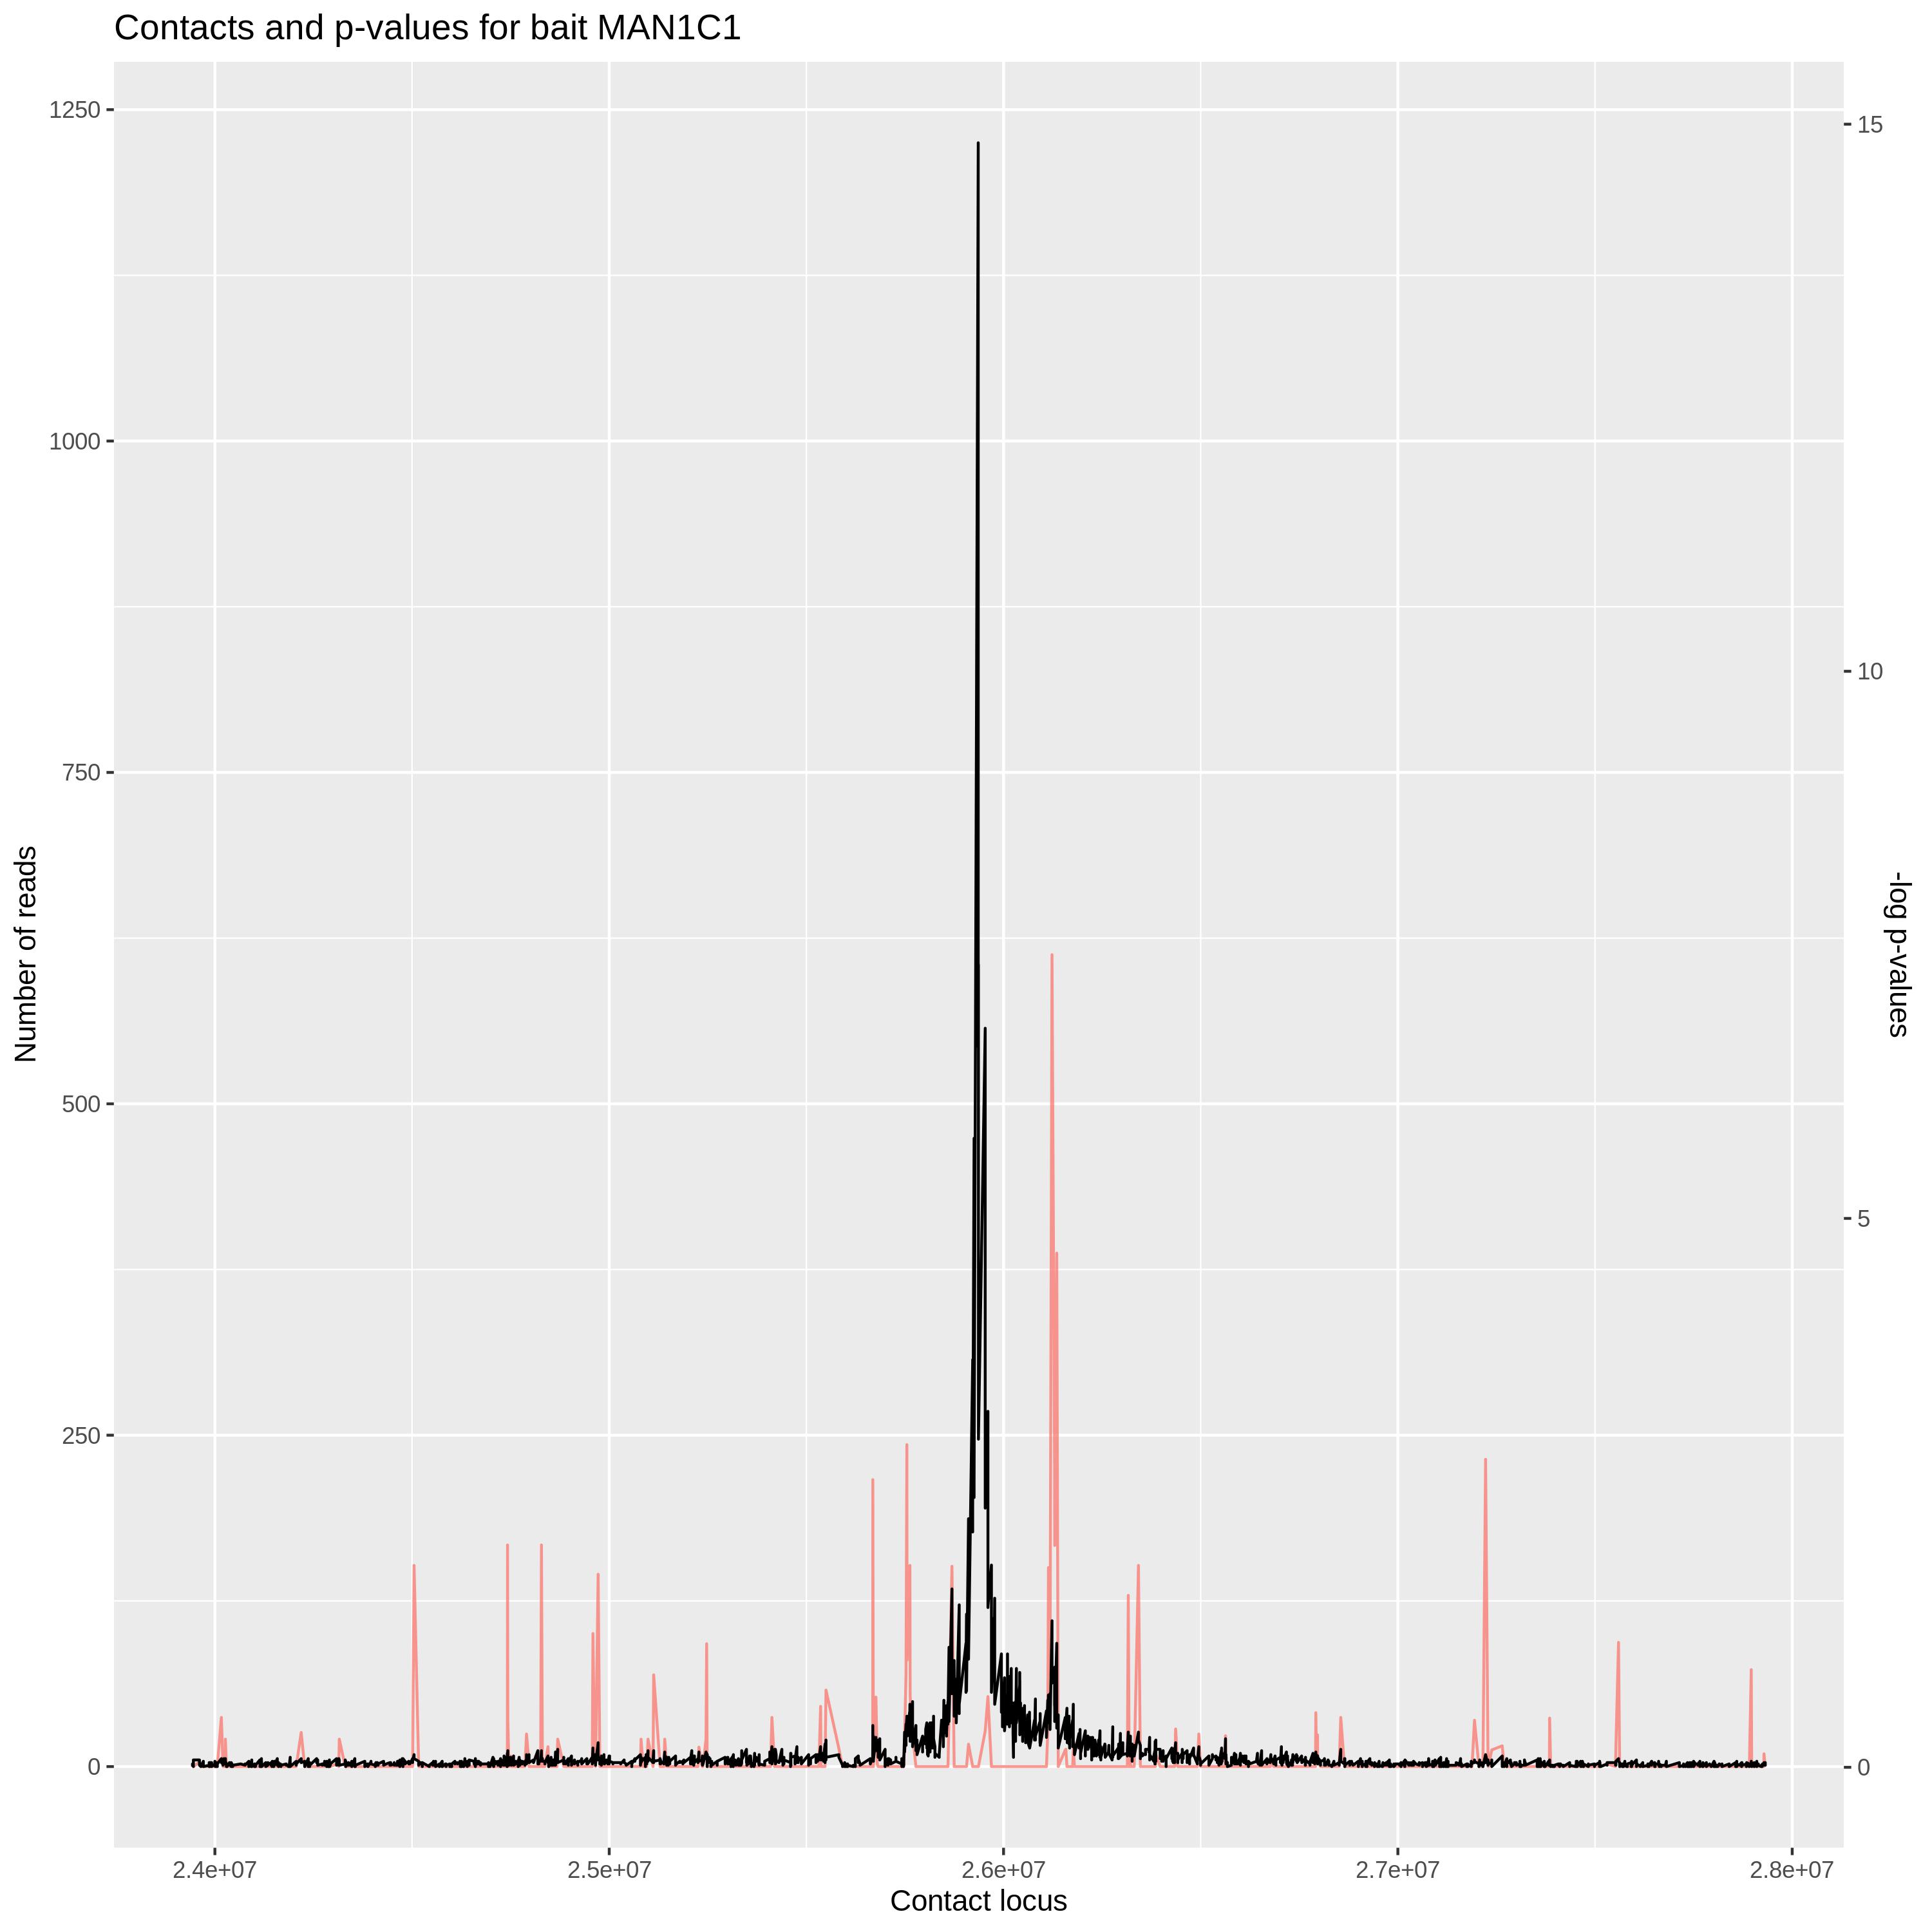 Contacts and p-values for bait MAN1C1
1250
1000
750
500
250
0
Number of reads
15
10
5
0
-log p-values
2.4e+07
2.5e+07
2.6e+07
2.7e+07
2.8e+07
Contact locus